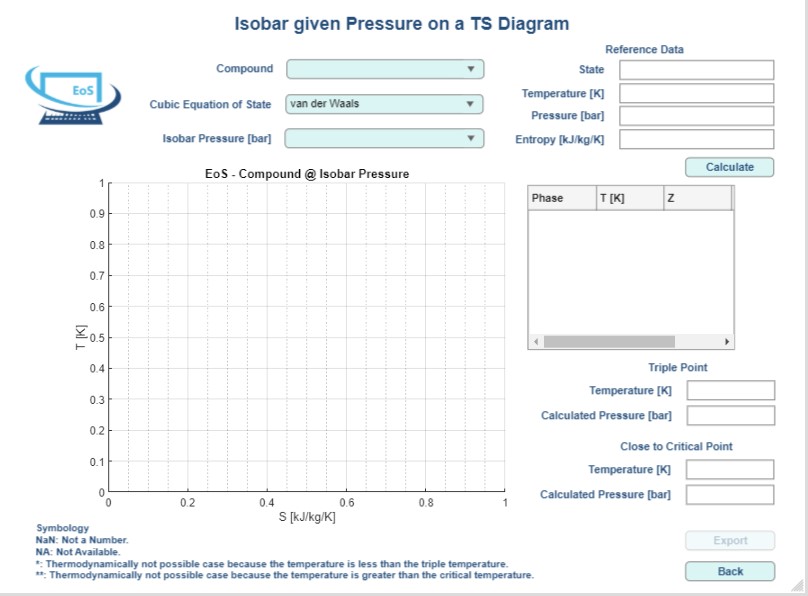 Isobar given Pressure on a TS Diagram
EoS
Compound
Cubic Equation of State
van der Waals
Isobar Pressure [bar]
Reference Data
State
Temperature [K]
Pressure [bar]
Entropy [kJ/kg/K]
Calculate
EoS - Compound @ Isobar Pressure
1
0.9
0.8
0.7
0.6
0.5
0.4
0.3
0.2
0.1
0
T [K]
0.2
0.4
0.6
0.8
1
S [kJ/kg/K]
Phase T [K] Z
Triple Point
Temperature [K]
Calculated Pressure [bar]
Close to Critical Point
Temperature [K]
Calculated Pressure [bar]
Symbology
NaN: Not a Number.
NA: Not Available.
*: Thermodynamically not possible case because the temperature is less than the triple temperature.
**: Thermodynamically not possible case because the temperature is greater than the critical temperature.
Export
Back